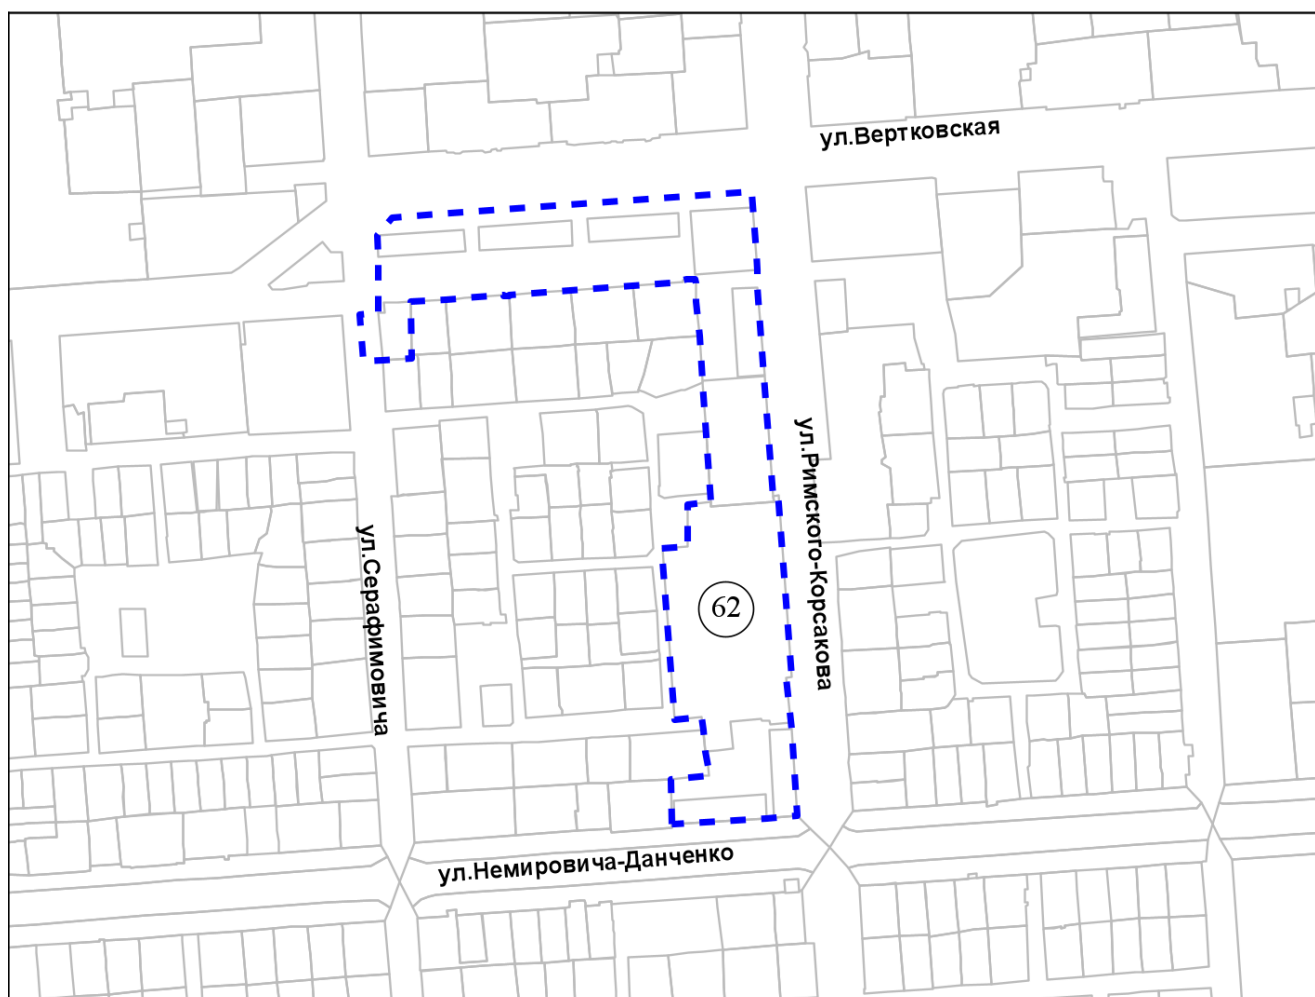 ул.Вертковская
ул.Римского-Корсакова
ул.Серафимовича
62
ул.Немировича-Данченко